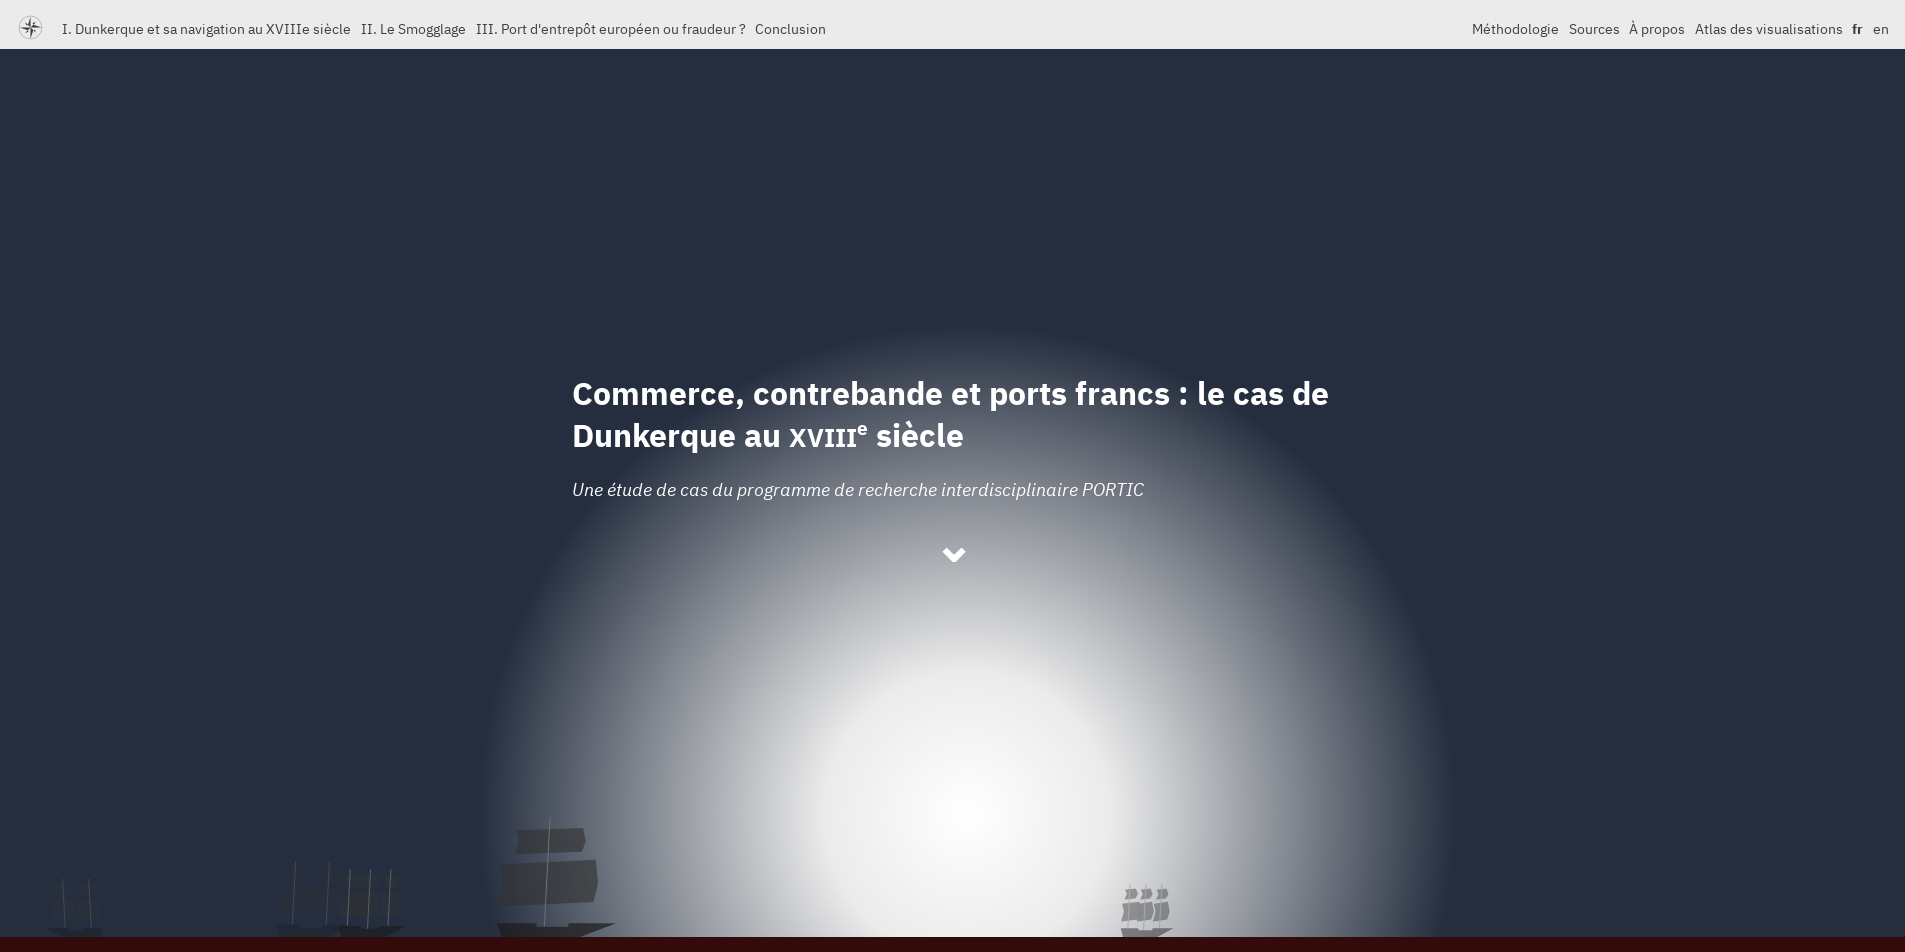 I. Dunkerque et sa navigation au XVIIIe siècle II. Le Smogglage III. Port d'entrepôt européen ou fraudeur ? Conclusion Méthodologie Sources À propos Atlas des visualisations fr en
Commerce, contrebande et ports francs : le cas de
Dunkerque au XVIIIe siècle
Une étude de cas du programme de recherche interdisciplinaire PORTIC